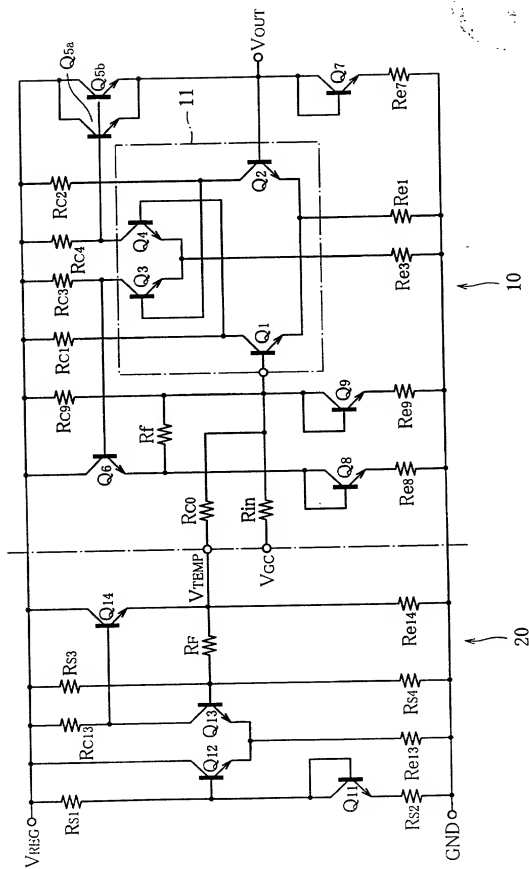 VREG
RS1
RC13
RS3
Q14
Q12
Q13
RF
VTEMP
VGC
Q11
RS2
Re13
RS4
Re14
GND
20
Q6
RC9
RC1
RC3
RC4
RC2
Q5a
Q5b
11
Rf
RC0
Rin
Q3
Q4
Q1
Q2
VOUT
Q8
Q9
Q7
Re8
Re9
Re3
Re1
Re7
10